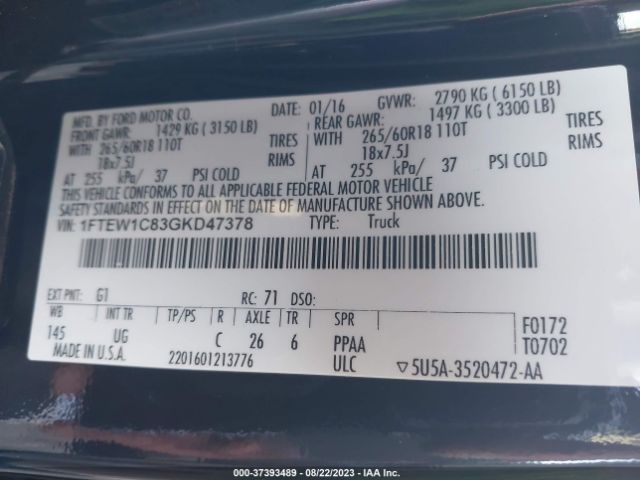 MFD. BY FORD MOTOR CO.
DATE: 01/16 GVWR: 2790 KG ( 6150 LB)
FRONT GAWR: 1429 KG ( 3150 LB) REAR GAWR: 1497 KG ( 3300 LB)
WITH 265/60R18 110T TIRES WITH 265/60R18 110T TIRES
18x7.5J RIMS 18x7.5J RIMS
AT 255 kPa/ 37 PSI COLD AT 255 kPa/ 37 PSI COLD
THIS VEHICLE CONFORMS TO ALL APPLICABLE FEDERAL MOTOR VEHICLE
SAFETY STANDARDS IN EFFECT ON THE DATE OF MANUFACTURE SHOWN ABOVE.
VIN: 1FTEW1C83GKD47378 TYPE: Truck
EXT PNT: G1 RC: 71 DSO:
WB INT TR TP/PS R AXLE TR SPR F0172
145 UG C 26 6 PPAA T0702
MADE IN U.S.A. 2201601213776 ULC ▽5U5A-3520472-AA
000-37393489 - 08/22/2023 - IAA Inc.